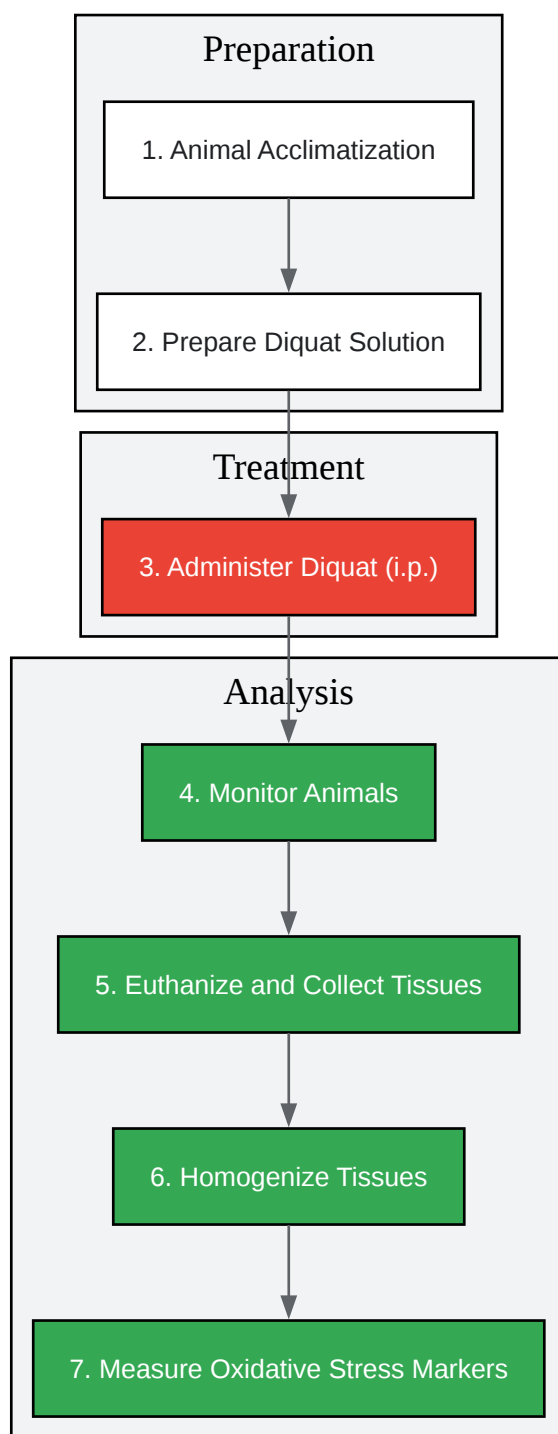 Preparation
1. Animal Acclimatization
2. Prepare Diquat Solution
Treatment
3. Administer Diquat (i.p.)
Analysis
4. Monitor Animals
5. Euthanize and Collect Tissues
6. Homogenize Tissues
7. Measure Oxidative Stress Markers